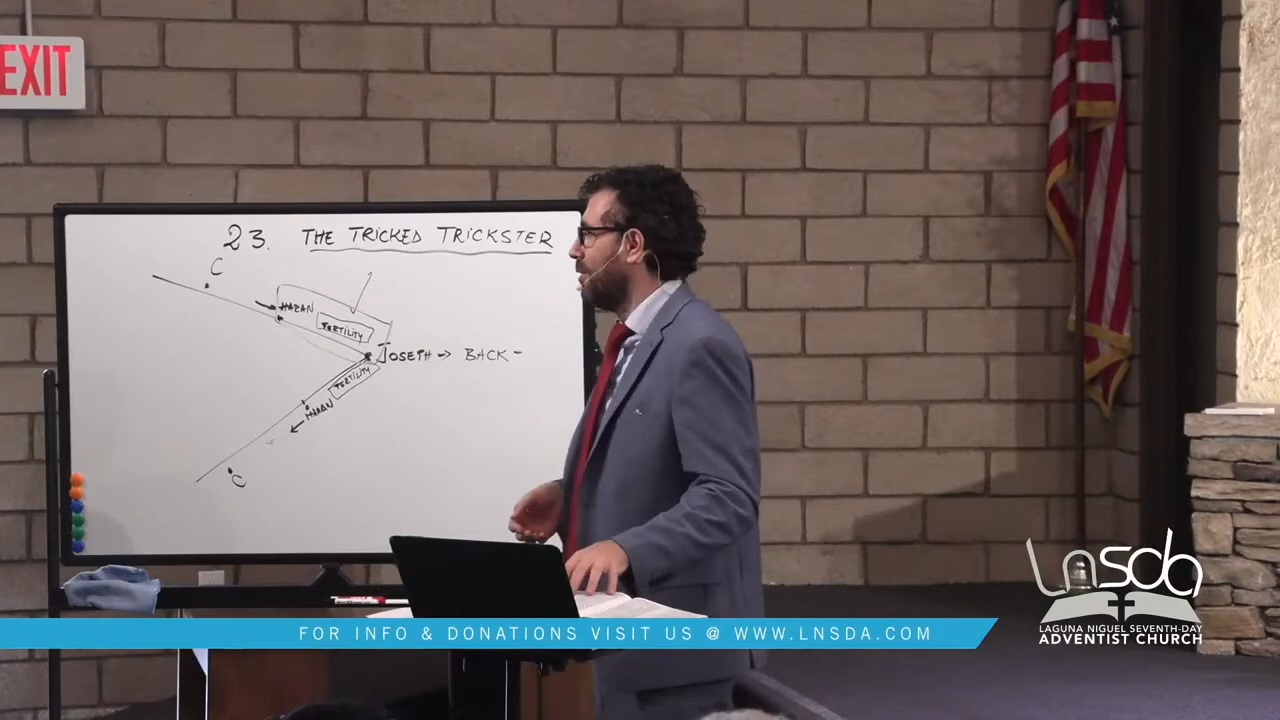 EXIT
23. THE TRICKED TRICKSTER
C
HARAN
FERTILITY
JOSEPH → BACK -
FERTILITY
HARAN
C
FOR INFO & DONATIONS VISIT US @ WWW.LNSDA.COM
LNSDA
LAGUNA NIGUEL SEVENTH-DAY
ADVENTIST CHURCH